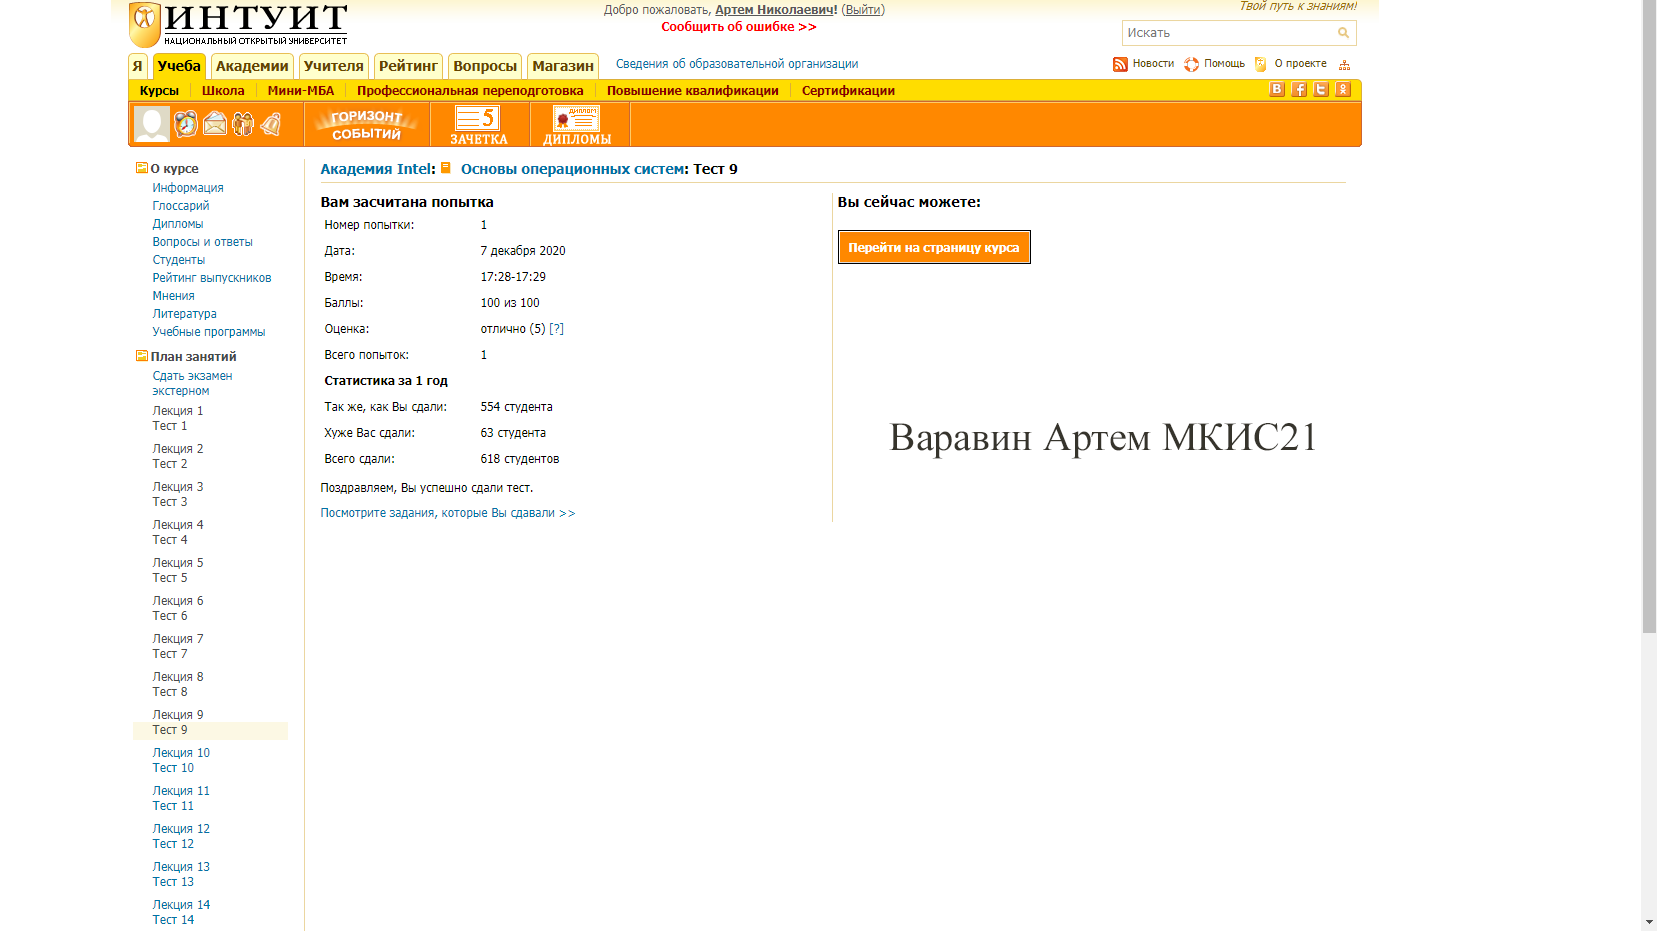 ИНТУИТ
НАЦИОНАЛЬНЫЙ ОТКРЫТЫЙ УНИВЕРСИТЕТ
Добро пожаловать, Артем Николаевич! (Выйти)
Сообщить об ошибке >>
Твой путь к знаниям!
Искать
Я Учеба Академии Учителя Рейтинг Вопросы Магазин Сведения об образовательной организации
Новости Помощь О проекте
Курсы Школа Мини-МБА Профессиональная переподготовка Повышение квалификации Сертификации
ГОРИЗОНТ СОБЫТИЙ
5
ЗАЧЕТКА
ДИПЛОМ
ДИПЛОМЫ
О курсе
Информация
Глоссарий
Дипломы
Вопросы и ответы
Студенты
Рейтинг выпускников
Мнения
Литература
Учебные программы
План занятий
Сдать экзамен
экстерном
Лекция 1
Тест 1
Лекция 2
Тест 2
Лекция 3
Тест 3
Лекция 4
Тест 4
Лекция 5
Тест 5
Лекция 6
Тест 6
Лекция 7
Тест 7
Лекция 8
Тест 8
Лекция 9
Тест 9
Лекция 10
Тест 10
Лекция 11
Тест 11
Лекция 12
Тест 12
Лекция 13
Тест 13
Лекция 14
Тест 14
Академия Intel: Основы операционных систем: Тест 9
Вам засчитана попытка
Номер попытки: 1
Дата: 7 декабря 2020
Время: 17:28-17:29
Баллы: 100 из 100
Оценка: отлично (5) [?]
Всего попыток: 1
Статистика за 1 год
Так же, как Вы сдали: 554 студента
Хуже Вас сдали: 63 студента
Всего сдали: 618 студентов
Поздравляем, Вы успешно сдали тест.
Посмотрите задания, которые Вы сдавали >>
Вы сейчас можете:
Перейти на страницу курса
Варавин Артем МКИС21